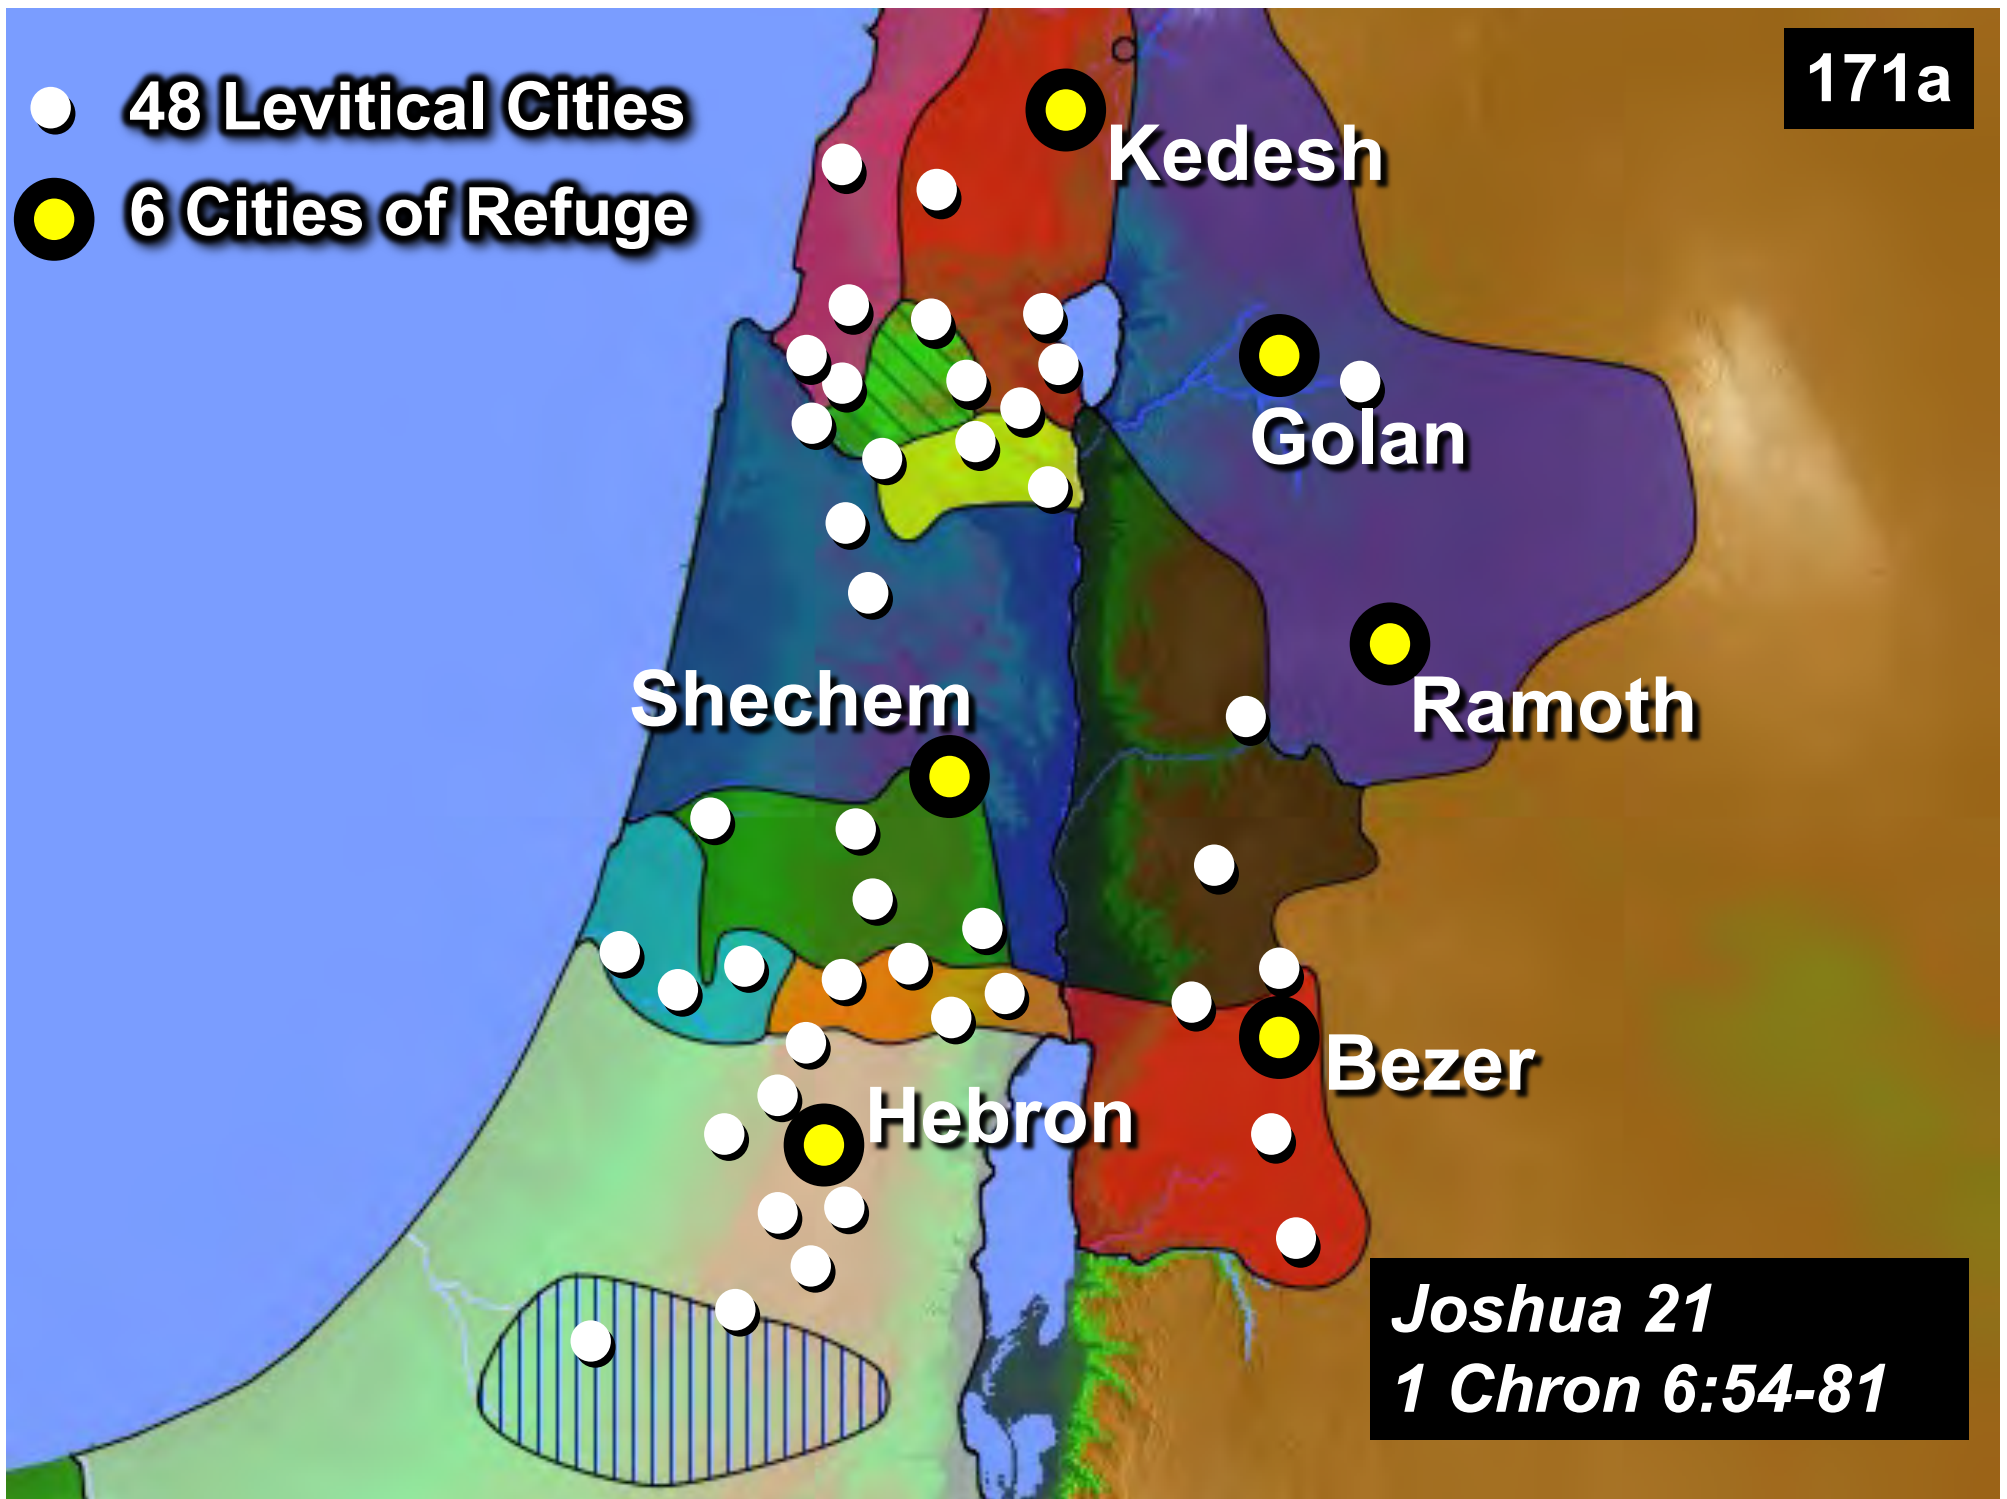 48 Levitical Cities
6 Cities of Refuge
171a
Kedesh
Golan
Shechem
Ramoth
Bezer
Hebron
Joshua 21
1 Chron 6:54-81